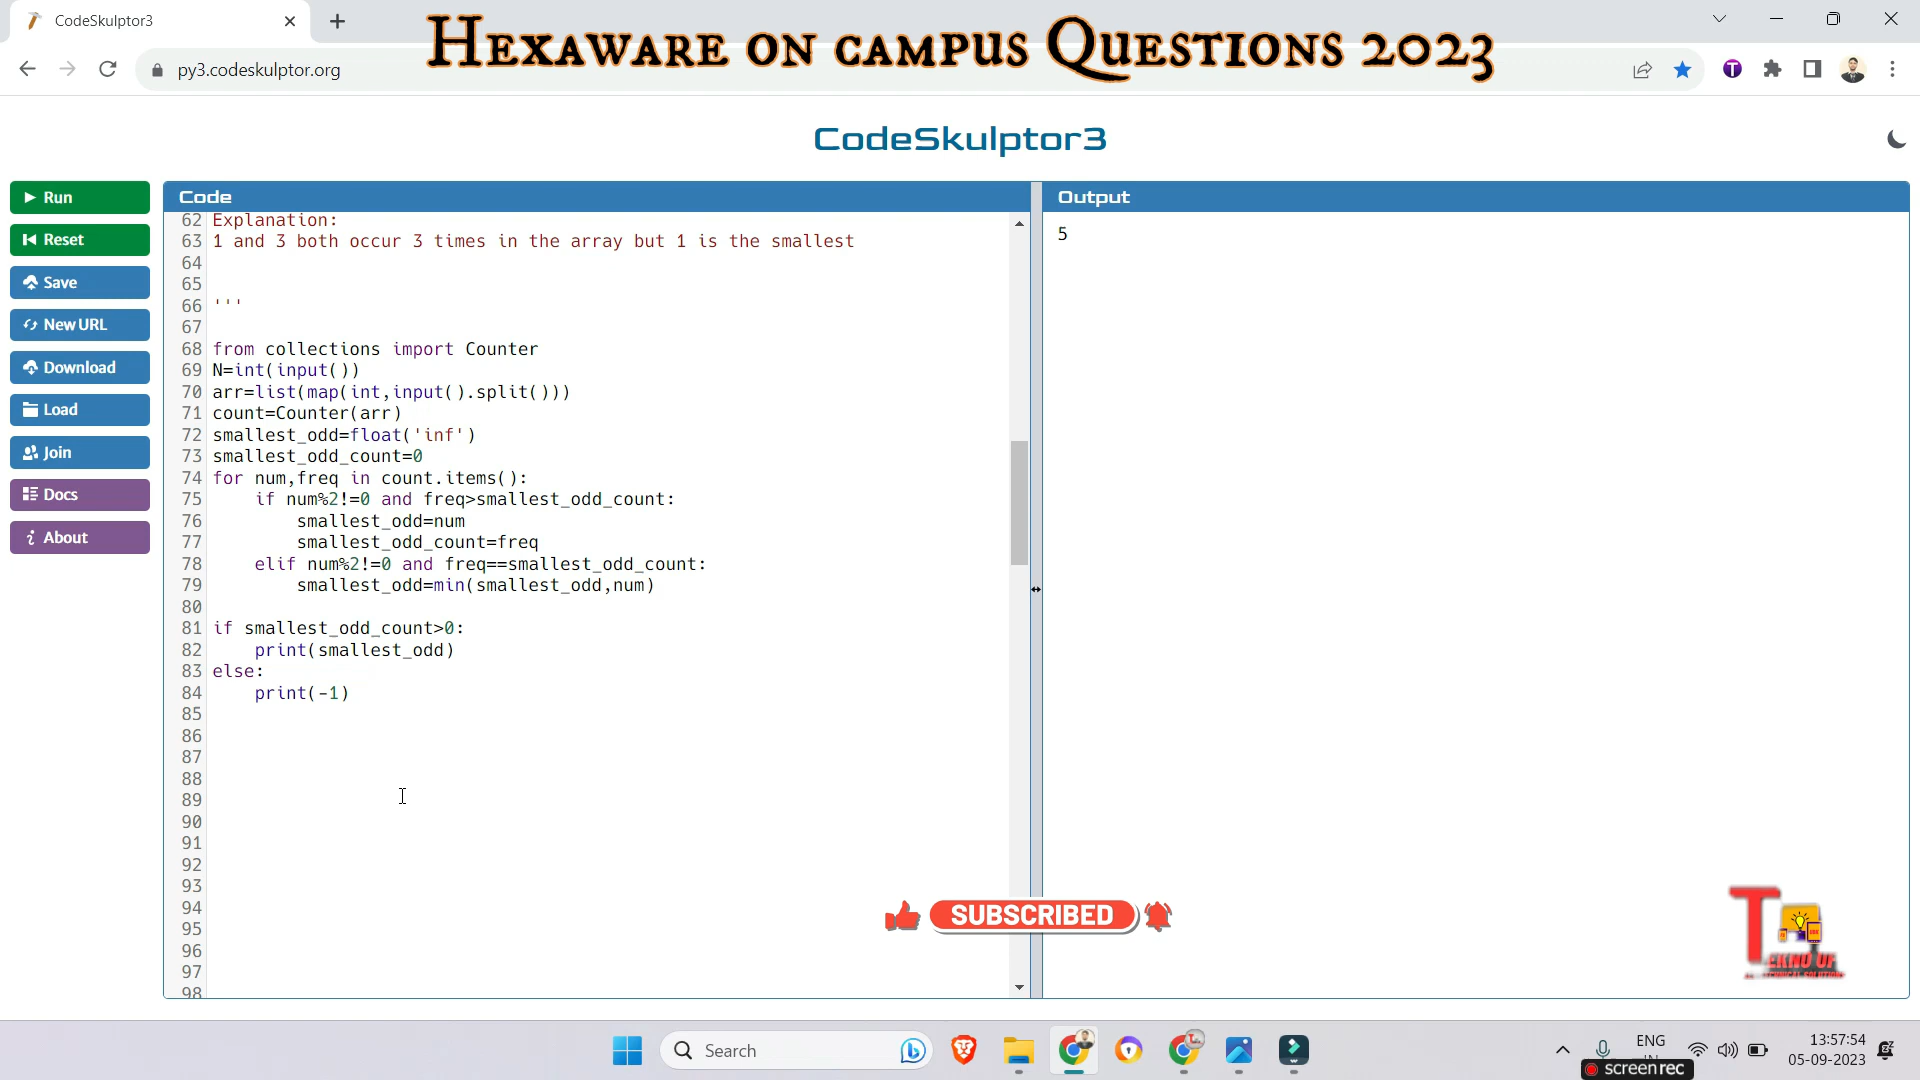 CodeSkulptor3
HEXAWARE ON CAMPUS QUESTIONS 2023
py3.codeskulptor.org
CodeSkulptor3
Run
Reset
Save
New URL
Download
Load
Join
Docs
About
Code
62 Explanation:
63 1 and 3 both occur 3 times in the array but 1 is the smallest
64
65
66 '''
67
68 from collections import Counter
69 N=int(input())
70 arr=list(map(int,input().split()))
71 count=Counter(arr)
72 smallest_odd=float('inf')
73 smallest_odd_count=0
74 for num,freq in count.items():
75     if num%2!=0 and freq>smallest_odd_count:
76         smallest_odd=num
77         smallest_odd_count=freq
78     elif num%2!=0 and freq==smallest_odd_count:
79         smallest_odd=min(smallest_odd,num)
80
81 if smallest_odd_count>0:
82     print(smallest_odd)
83 else:
84     print(-1)
85
86
87
88
89
90
91
92
93
94
95
96
97
98
Output
5
SUBSCRIBED
Search
ENG
13:57:54
05-09-2023
screen rec